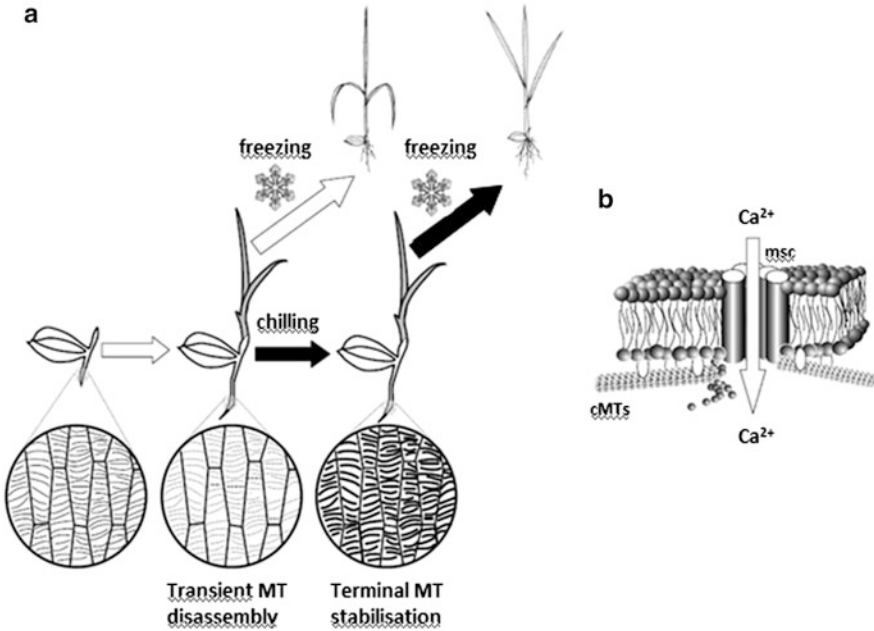 a
freezing
freezing
chilling
Transient MT
disassembly
Terminal MT
stabilisation
b
Ca2+
msc
cMTs
Ca2+